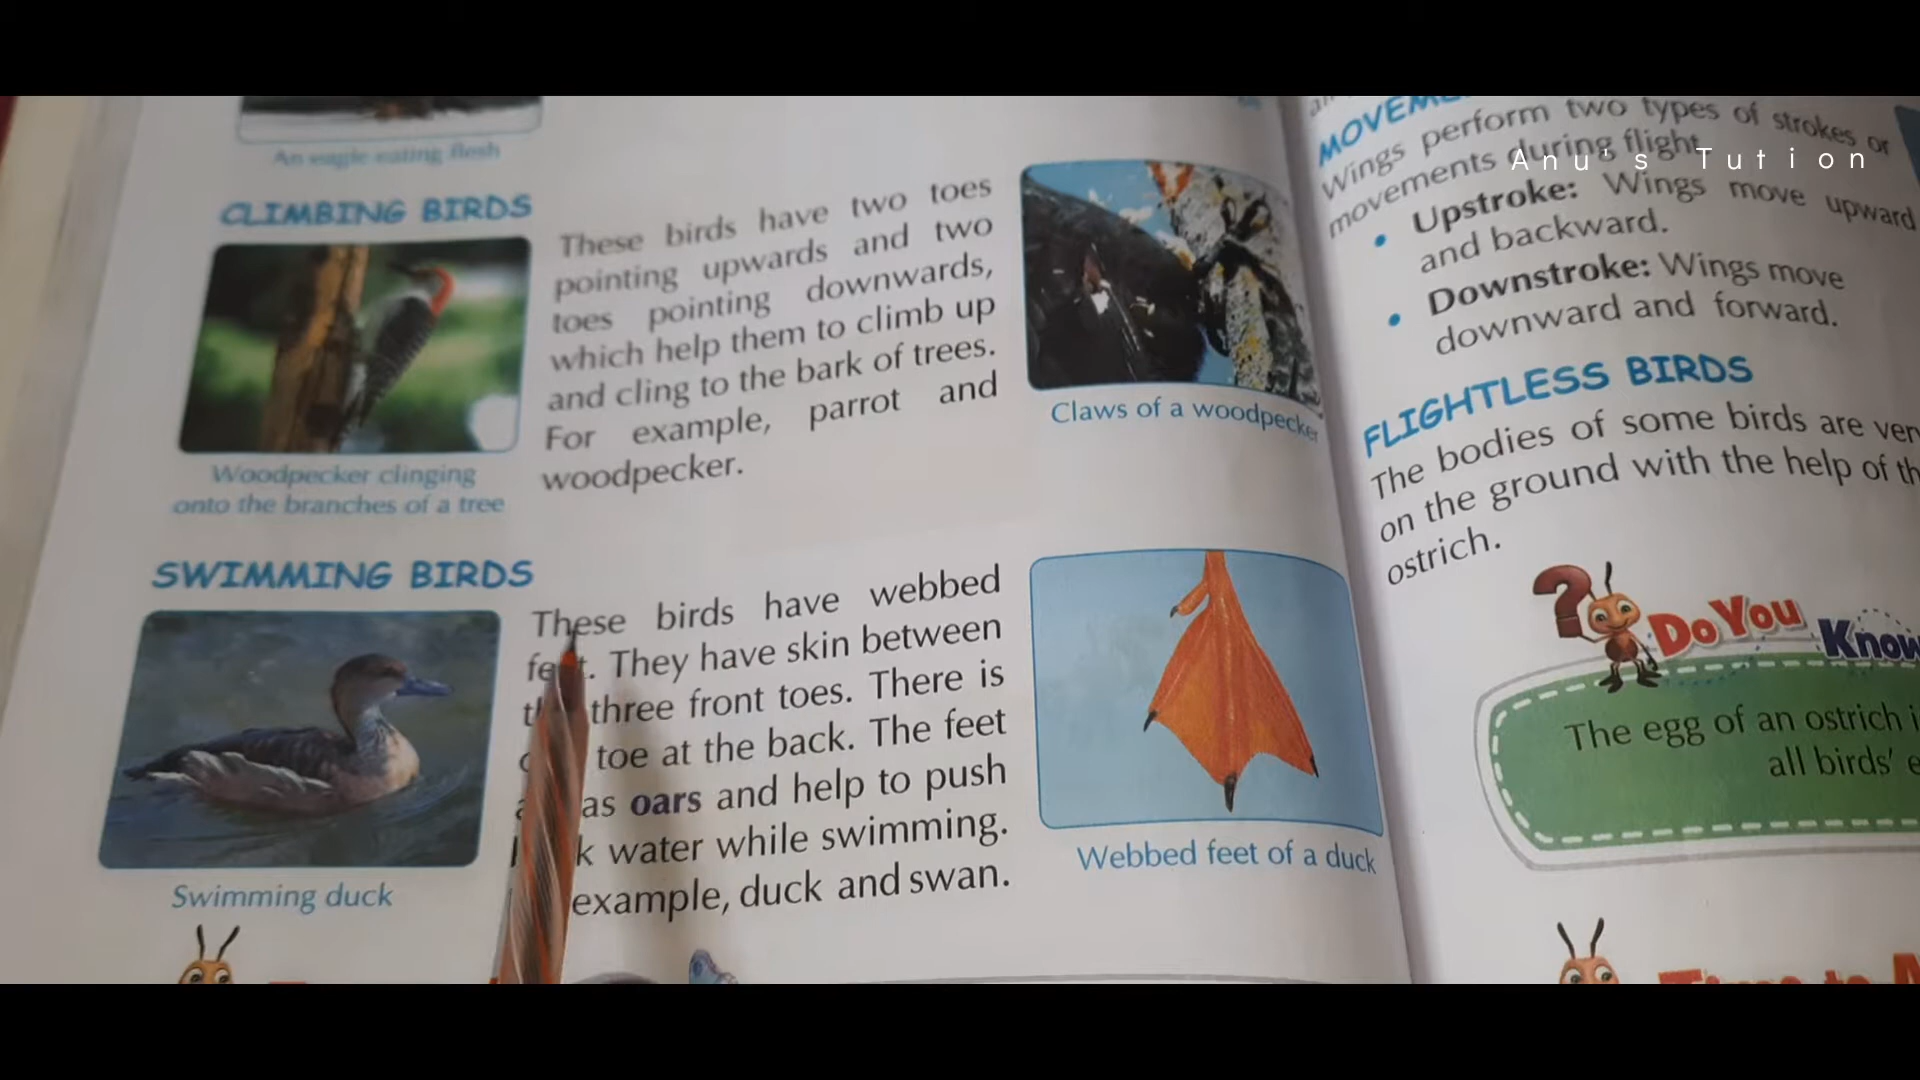 An eagle eating flesh
CLIMBING BIRDS
These birds have two toes
pointing upwards and two
toes pointing downwards,
which help them to climb up
and cling to the bark of trees.
For example, parrot and
woodpecker.
Woodpecker clinging
onto the branches of a tree
Claws of a woodpecker
SWIMMING BIRDS
These birds have webbed
They have skin between
three front toes. There is
toe at the back. The feet
as oars and help to push
water while swimming.
example, duck and swan.
Swimming duck
Webbed feet of a duck
Wings perform two types of strokes or
movements during flight
Anu's Tution
• Upstroke: Wings move upward
and backward.
• Downstroke: Wings move
downward and forward.
FLIGHTLESS BIRDS
The bodies of some birds are
on the ground with the help of
ostrich.
?
Do You
Know
The egg of an ostrich
all birds'